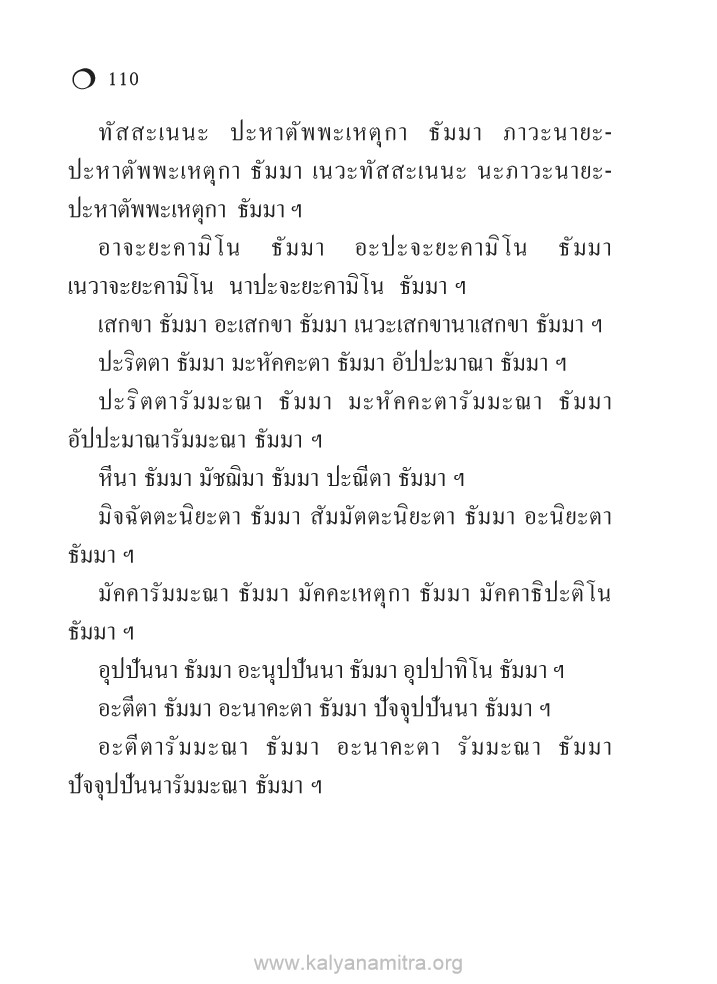 110
ทัสสะเนนะ ปะหาตัพพะเหตุกา ธัมมา ภาวะนายะ-
ปะหาตัพพะเหตุกา ธัมมา เนวะทัสสะเนนะ นะภาวะนายะ-
ปะหาตัพพะเหตุกา ธัมมา ฯ
อาจะยะคามิโน ธัมมา อะปะจะยะคามิโน ธัมมา
เนวาจะยะคามิโน นาปะจะยะคามิโน ธัมมา ฯ
เสกขา ธัมมา อะเสกขา ธัมมา เนวะเสกขานาเสกขา ธัมมา ฯ
ปะริตตา ธัมมา มะหัคคะตา ธัมมา อัปปะมาณา ธัมมา ฯ
ปะริตตารัมมะณา ธัมมา มะหัคคะตารัมมะณา ธัมมา
อัปปะมาณารัมมะณา ธัมมา ฯ
หีนา ธัมมา มัชฌิมา ธัมมา ปะณีตา ธัมมา ฯ
มิจฉัตตะนิยะตา ธัมมา สัมมัตตะนิยะตา ธัมมา อะนิยะตา
ธัมมา ฯ
มัคคารัมมะณา ธัมมา มัคคะเหตุกา ธัมมา มัคคาธิปะติโน
ธัมมา ฯ
อุปปันนา ธัมมา อะนุปปันนา ธัมมา อุปปาทิโน ธัมมา ฯ
อะตีตา ธัมมา อะนาคะตา ธัมมา ปัจจุปปันนา ธัมมา ฯ
อะตีตารัมมะณา ธัมมา อะนาคะตา รัมมะณา ธัมมา
ปัจจุปปันนารัมมะณา ธัมมา ฯ
www.kalyanamitra.org